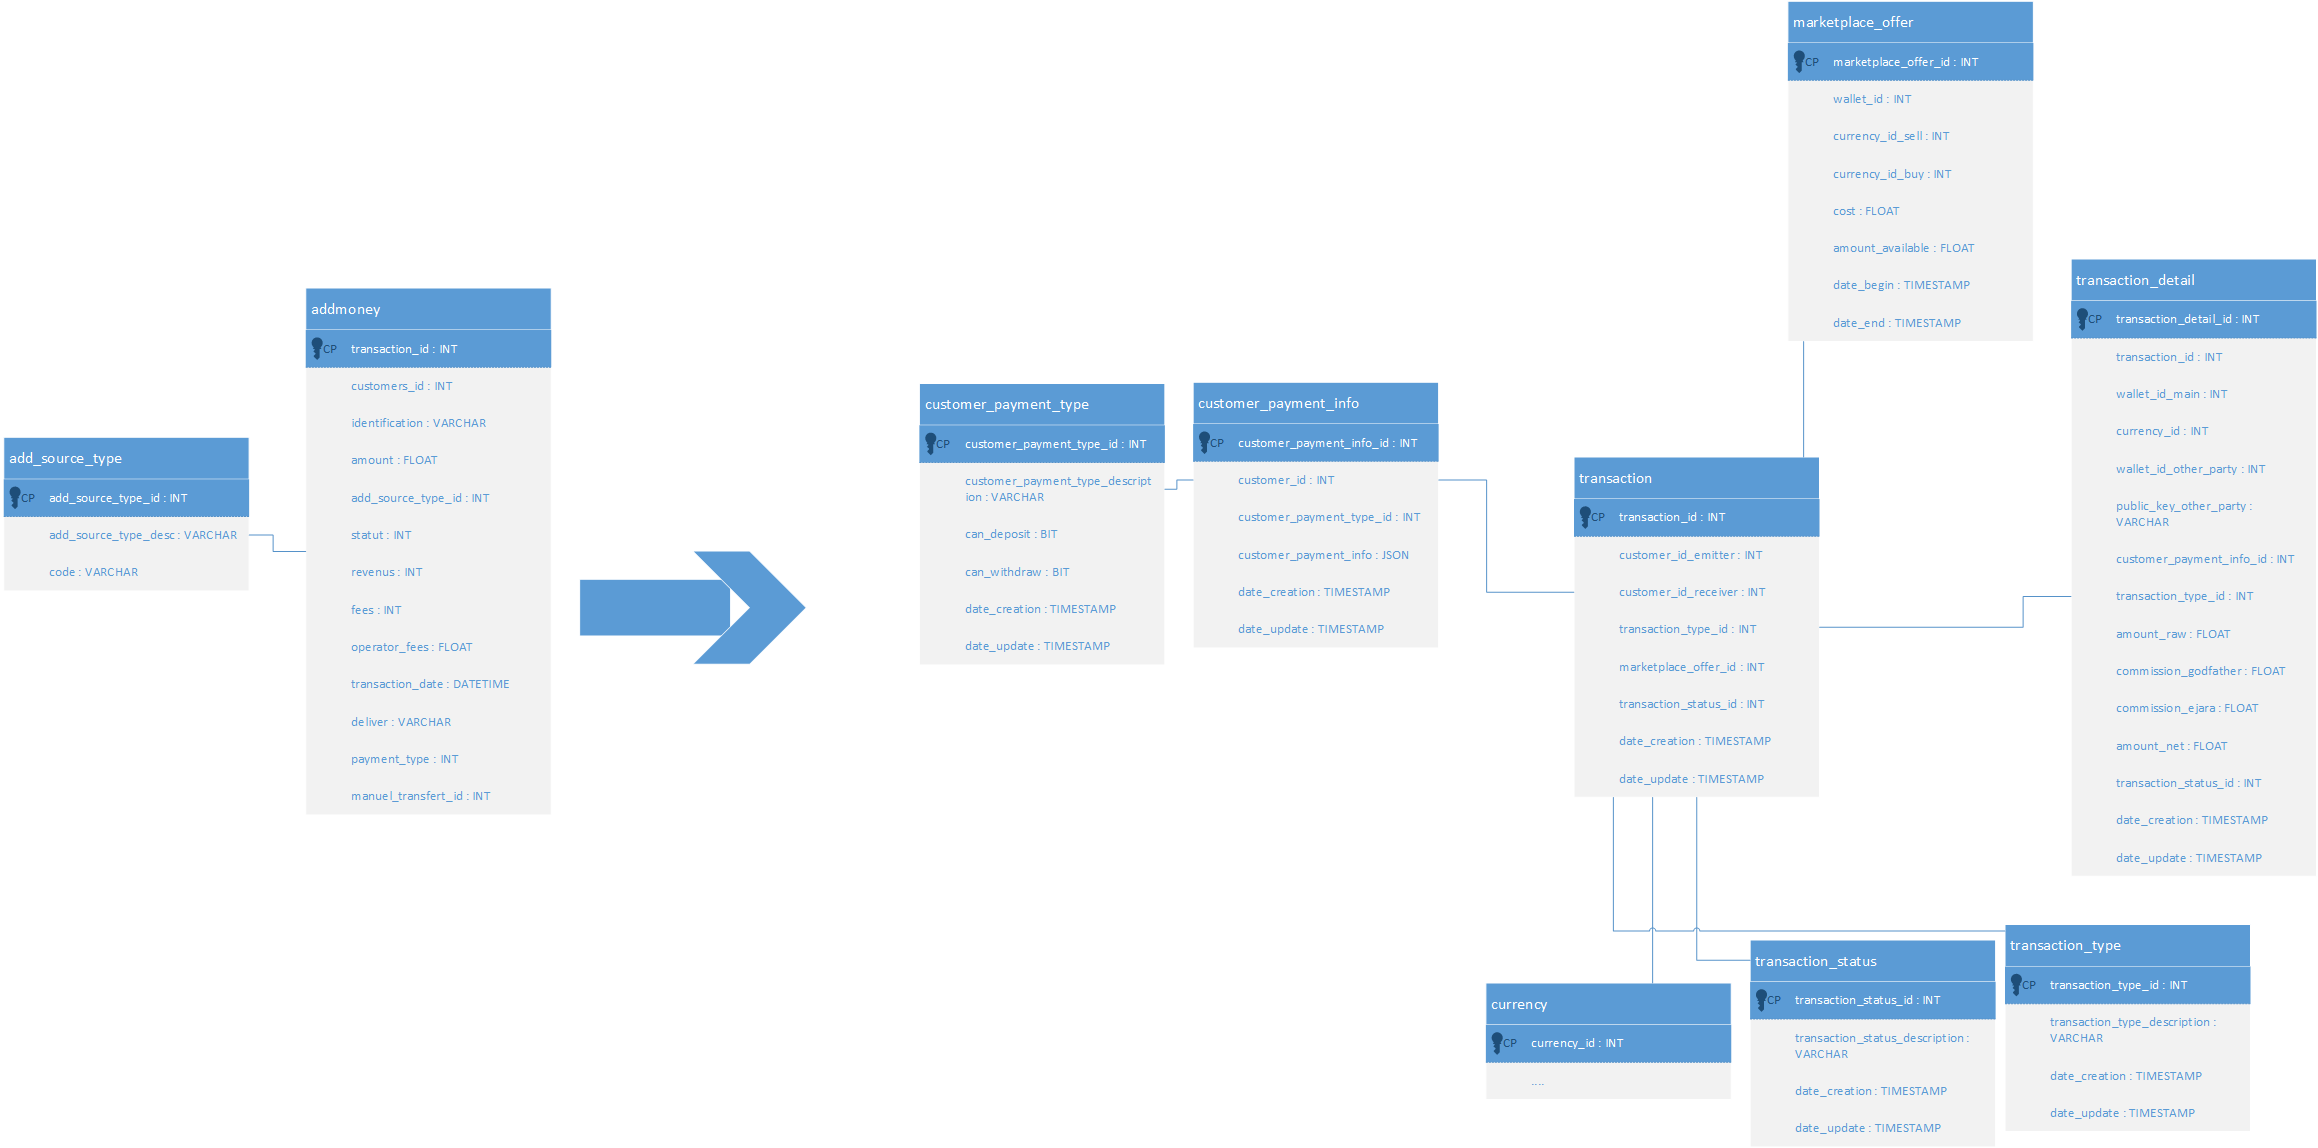 add_source_type
CP add_source_type_id : INT
add_source_type_desc : VARCHAR
code : VARCHAR
addmoney
CP transaction_id : INT
customers_id : INT
identification : VARCHAR
amount : FLOAT
add_source_type_id : INT
statut : INT
revenus : INT
fees : INT
operator_fees : FLOAT
transaction_date : DATETIME
deliver : VARCHAR
payment_type : INT
manuel_transfert_id : INT
customer_payment_type
CP customer_payment_type_id : INT
customer_payment_type_descript
ion : VARCHAR
can_deposit : BIT
can_withdraw : BIT
date_creation : TIMESTAMP
date_update : TIMESTAMP
customer_payment_info
CP customer_payment_info_id : INT
customer_id : INT
customer_payment_type_id : INT
customer_payment_info : JSON
date_creation : TIMESTAMP
date_update : TIMESTAMP
transaction
CP transaction_id : INT
customer_id_emitter : INT
customer_id_receiver : INT
transaction_type_id : INT
marketplace_offer_id : INT
transaction_status_id : INT
date_creation : TIMESTAMP
date_update : TIMESTAMP
marketplace_offer
CP marketplace_offer_id : INT
wallet_id : INT
currency_id_sell : INT
currency_id_buy : INT
cost : FLOAT
amount_available : FLOAT
date_begin : TIMESTAMP
date_end : TIMESTAMP
transaction_detail
CP transaction_detail_id : INT
transaction_id : INT
wallet_id_main : INT
currency_id : INT
wallet_id_other_party : INT
public_key_other_party :
VARCHAR
customer_payment_info_id : INT
transaction_type_id : INT
amount_raw : FLOAT
commission_godfather : FLOAT
commission_ejara : FLOAT
amount_net : FLOAT
transaction_status_id : INT
date_creation : TIMESTAMP
date_update : TIMESTAMP
currency
CP currency_id : INT
....
transaction_status
CP transaction_status_id : INT
transaction_status_description :
VARCHAR
date_creation : TIMESTAMP
date_update : TIMESTAMP
transaction_type
CP transaction_type_id : INT
transaction_type_description :
VARCHAR
date_creation : TIMESTAMP
date_update : TIMESTAMP